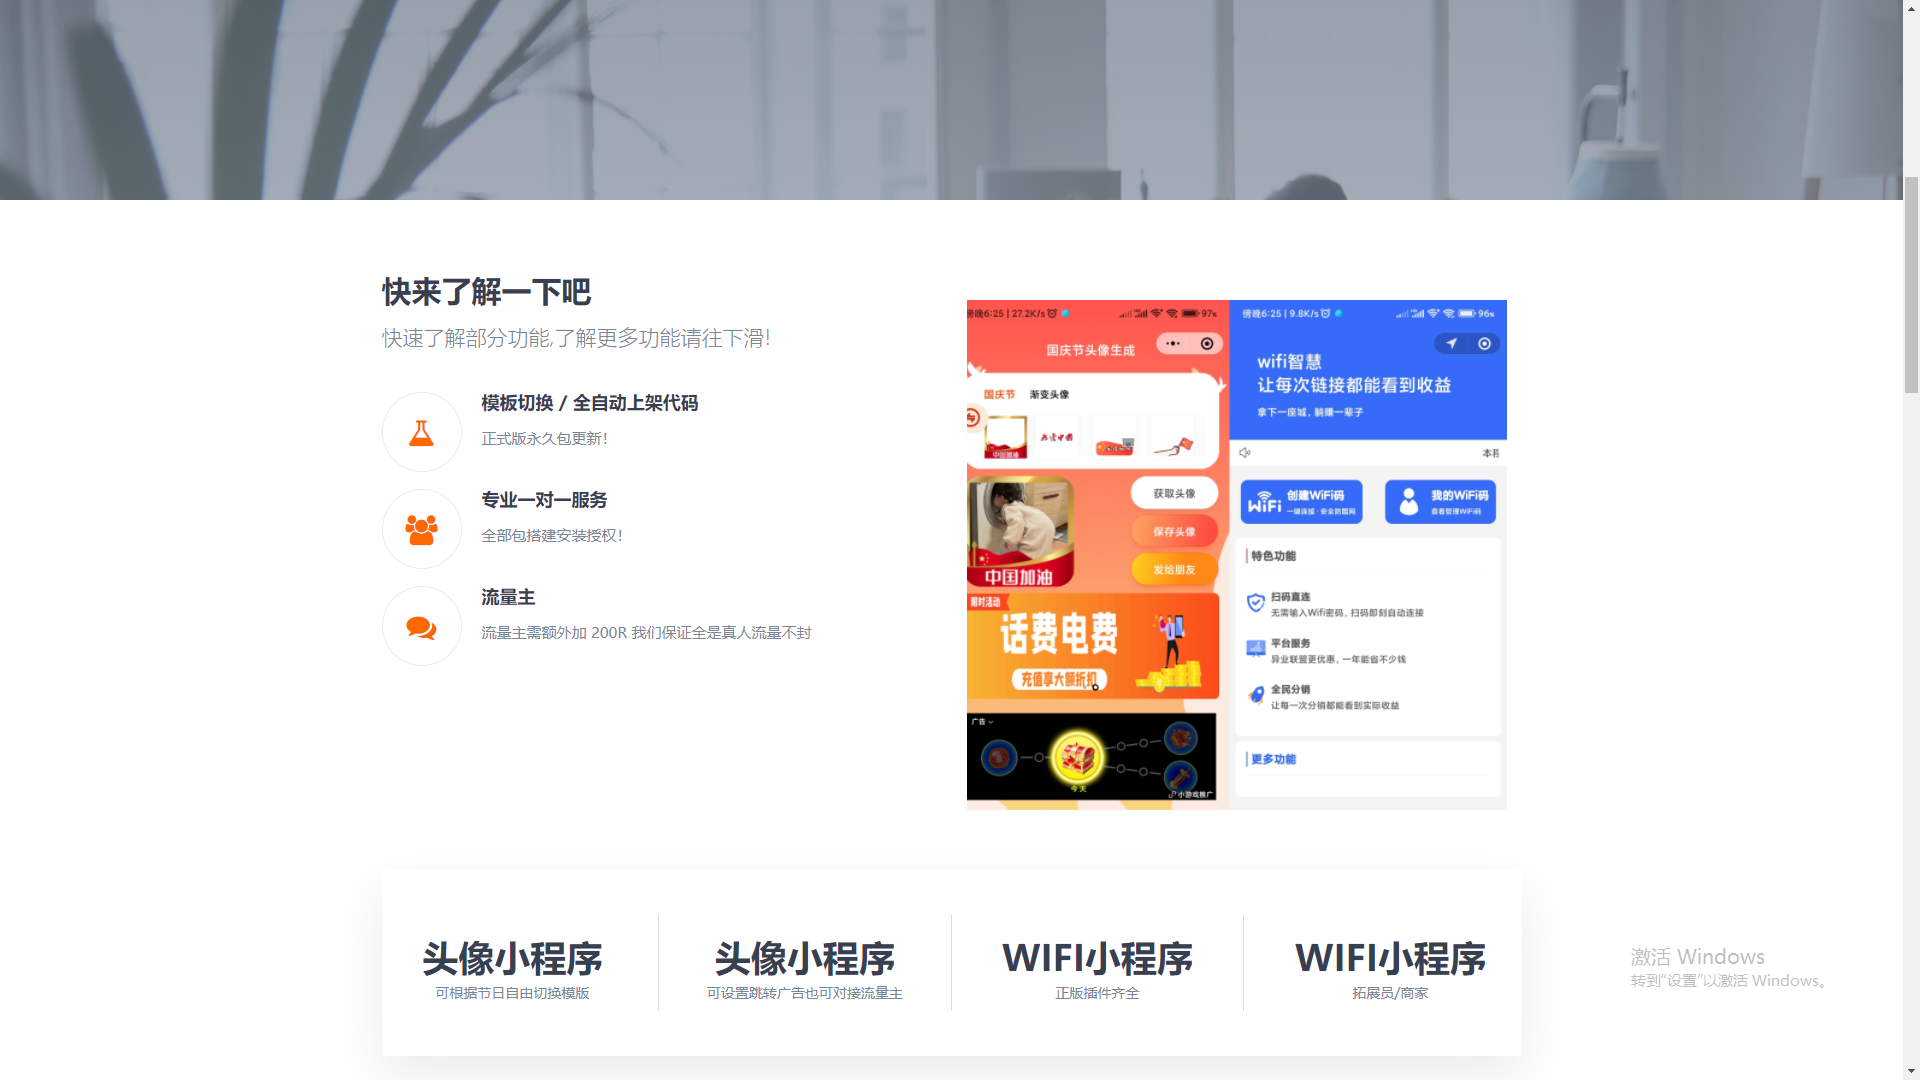 快来了解一下吧
快速了解部分功能,了解更多功能请往下滑!
模板切换 / 全自动上架代码
正式版永久包更新!
专业一对一服务
全部包搭建安装授权!
流量主
流量主需额外加 200R 我们保证全是真人流量不封
傍晚6:25 | 27.2K/s
97%
国庆节头像生成
国庆节 渐变头像
中国加油
获取头像
保存头像
发给朋友
中国加油
限时活动
话费电费
充值享大额折扣
广告
今天
小游戏推广
傍晚6:25 | 9.8K/s
96%
wifi智慧
让每次链接都能看到收益
拿下一座城，躺赚一辈子
创建WiFi码
一键连接·安全防蹭网
我的WiFi码
查看管理WiFi码
特色功能
扫码直连
无需输入Wifi密码，扫码即刻自动连接
平台服务
异业联盟更优惠，一年能省不少钱
全民分销
让每一次分销都能看到实际收益
更多功能
头像小程序
可根据节日自由切换模版
头像小程序
可设置跳转广告也可对接流量主
WIFI小程序
正版插件齐全
WIFI小程序
拓展员/商家
激活 Windows
转到“设置”以激活 Windows。